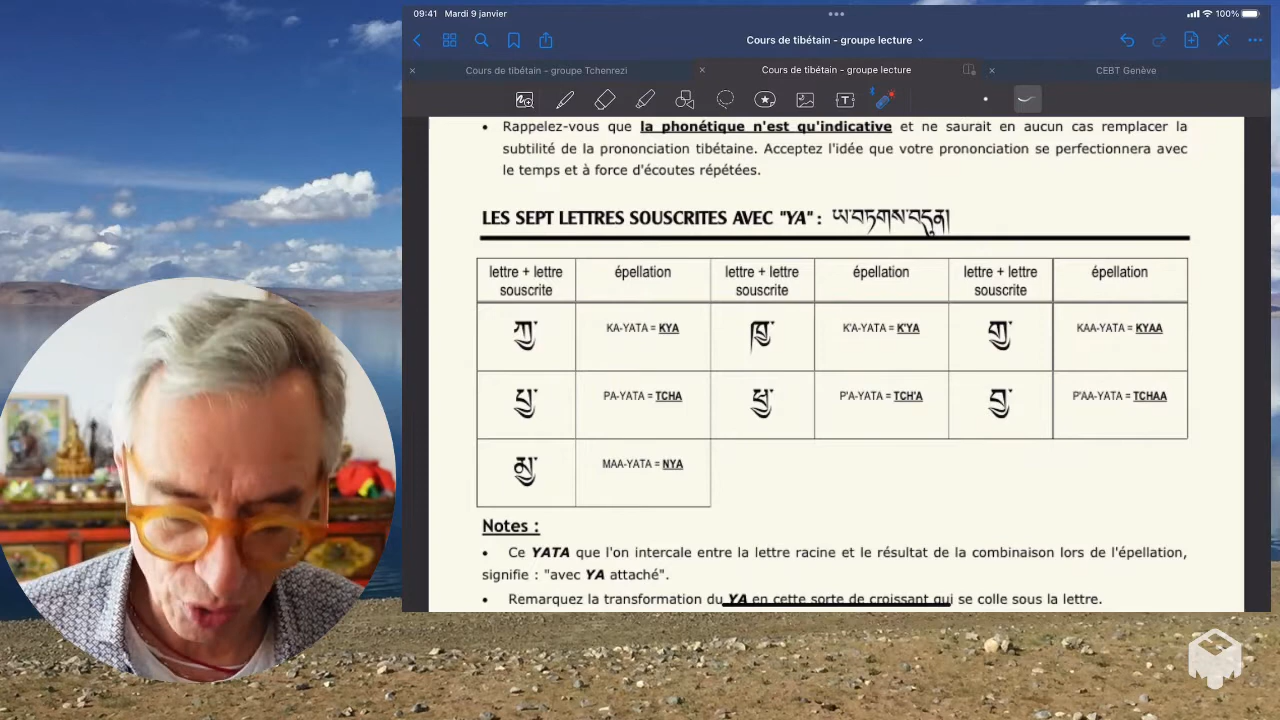 09:41 Mardi 9 janvier
100%
Cours de tibétain - groupe lecture
Cours de tibétain - groupe Tchenrezi
Cours de tibétain - groupe lecture
CEBT Genève
• Rappelez-vous que la phonétique n'est qu'indicative et ne saurait en aucun cas remplacer la
subtilité de la prononciation tibétaine. Acceptez l'idée que votre prononciation se perfectionnera avec
le temps et à force d'écoutes répétées.
LES SEPT LETTRES SOUSCRITES AVEC "YA" : ཡ་བཏགས་བདུན།
lettre + lettre souscrite épellation lettre + lettre souscrite épellation lettre + lettre souscrite épellation
ཀྱ་ KA-YATA = KYA ཁྱ་ K'A-YATA = K'YA གྱ་ KAA-YATA = KYAA
པྱ་ PA-YATA = TCHA ཕྱ་ P'A-YATA = TCH'A བྱ་ P'AA-YATA = TCHAA
མྱ་ MAA-YATA = NYA
Notes :
• Ce YATA que l'on intercale entre la lettre racine et le résultat de la combinaison lors de l'épellation,
signifie : "avec YA attaché".
• Remarquez la transformation du YA en cette sorte de croissant qui se colle sous la lettre.